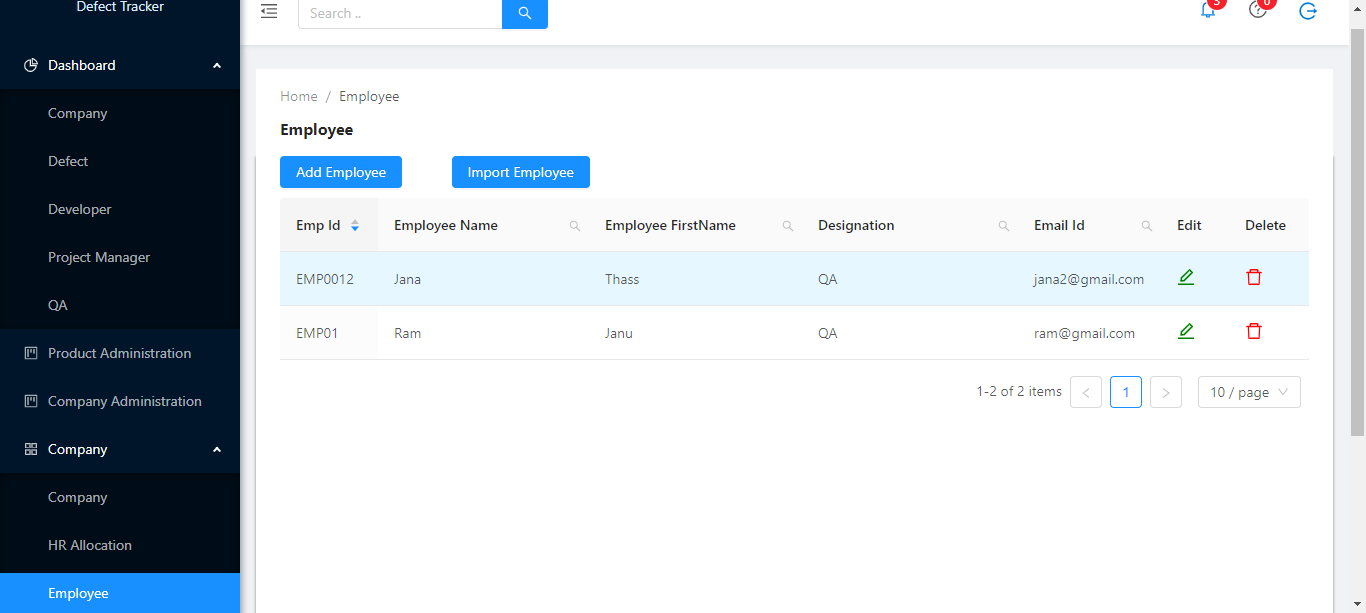 Defect Tracker
Dashboard
Company
Defect
Developer
Project Manager
QA
Product Administration
Company Administration
Company
Company
HR Allocation
Employee
Search ..
3
0
Home / Employee
Employee
Add Employee Import Employee
Emp Id Employee Name Employee FirstName Designation Email Id Edit Delete
EMP0012 Jana Thass QA jana2@gmail.com
EMP01 Ram Janu QA ram@gmail.com
1-2 of 2 items < 1 > 10 / page